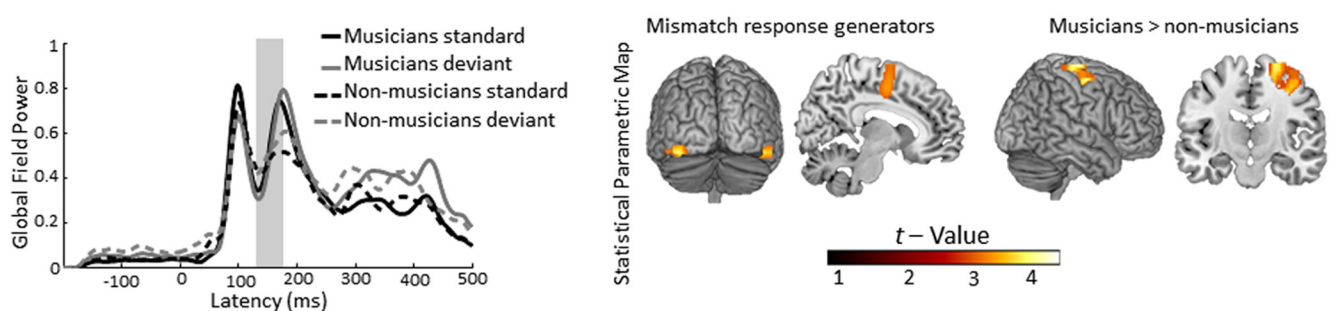 Global Field Power
1
0.8
0.6
0.4
0.2
0
-100
0
100
200
300
400
500
Latency (ms)
Musicians standard
Musicians deviant
Non-musicians standard
Non-musicians deviant
Statistical Parametric Map
Mismatch response generators
Musicians > non-musicians
t – Value
1
2
3
4